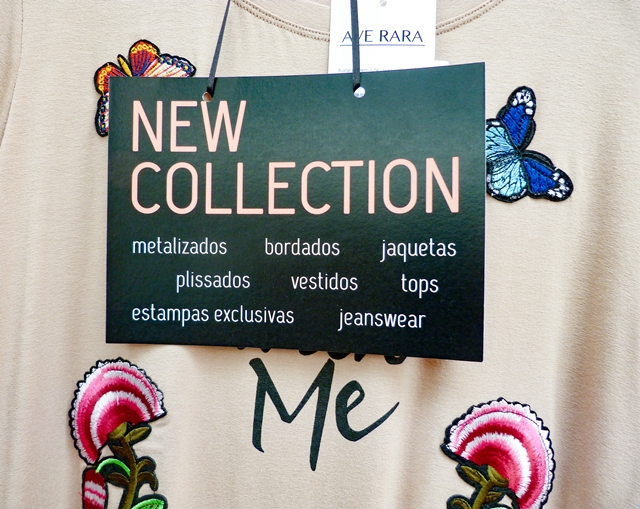 AVE RARA
NEW
COLLECTION
metalizados bordados jaquetas
plissados vestidos tops
estampas exclusivas jeanswear
Me